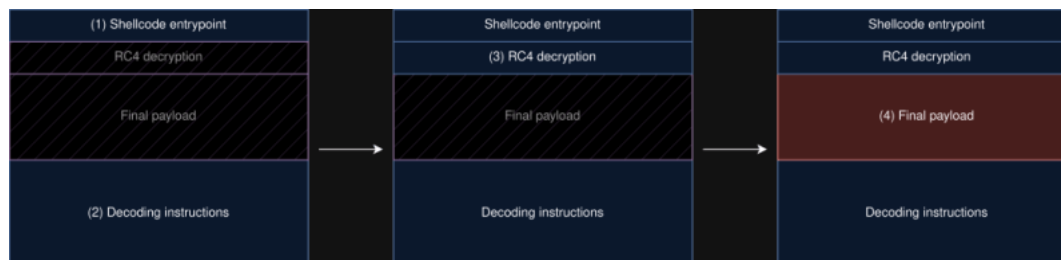 (1) Shellcode entrypoint
RC4 decryption
Final payload
(2) Decoding instructions
Shellcode entrypoint
(3) RC4 decryption
Final payload
Decoding instructions
Shellcode entrypoint
RC4 decryption
(4) Final payload
Decoding instructions